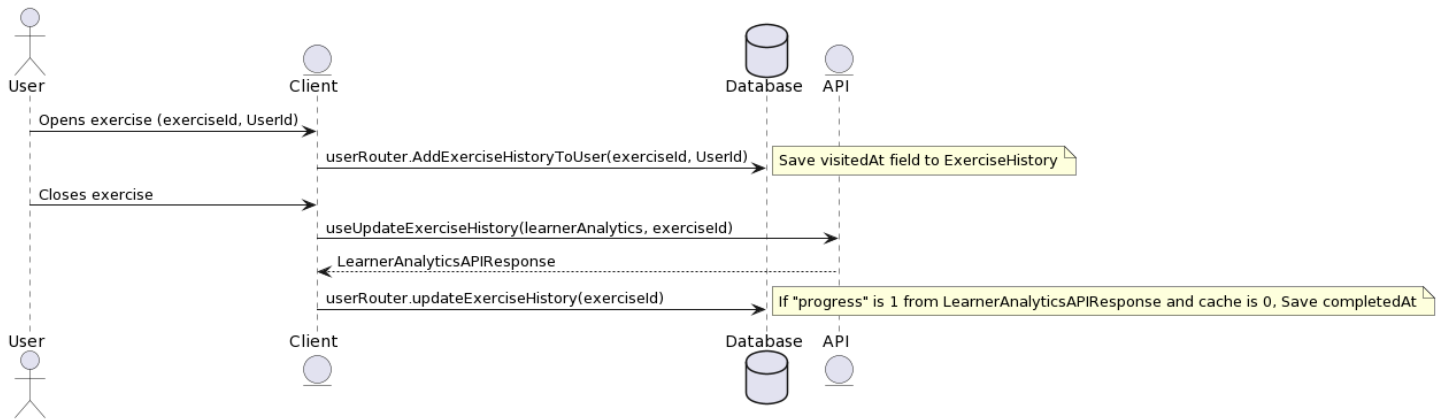 User
Client
Database
API
Opens exercise (exerciseId, UserId)
userRouter.AddExerciseHistoryToUser(exerciseId, UserId)
Save visitedAt field to ExerciseHistory
Closes exercise
useUpdateExerciseHistory(learnerAnalytics, exerciseId)
LearnerAnalyticsAPIResponse
userRouter.updateExerciseHistory(exerciseId)
If "progress" is 1 from LearnerAnalyticsAPIResponse and cache is 0, Save completedAt
User
Client
Database
API